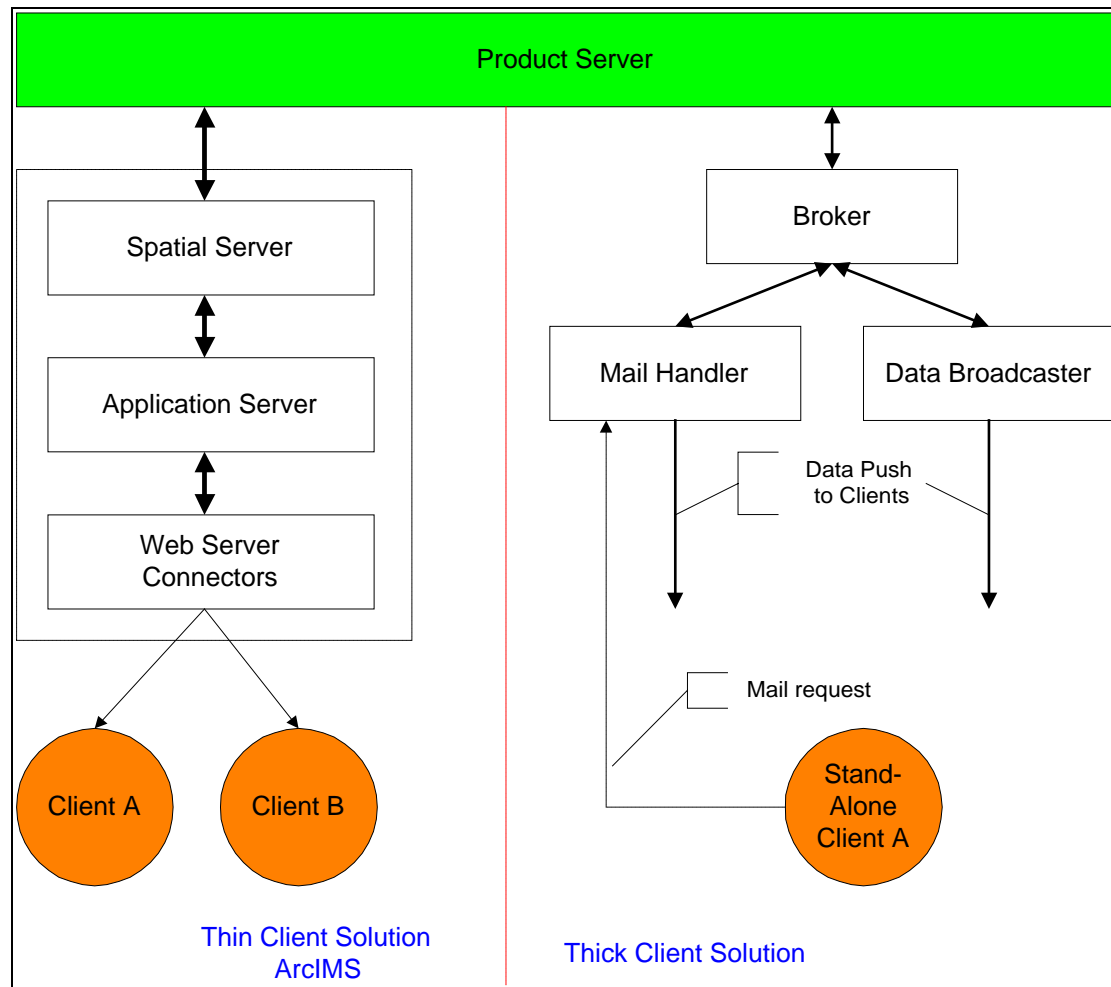 Product Server
Spatial Server
Application Server
Web Server
Connectors
Client A
Client B
Thin Client Solution
ArcIMS
Broker
Mail Handler
Data Broadcaster
Data Push
to Clients
Mail request
Stand-
Alone
Client A
Thick Client Solution